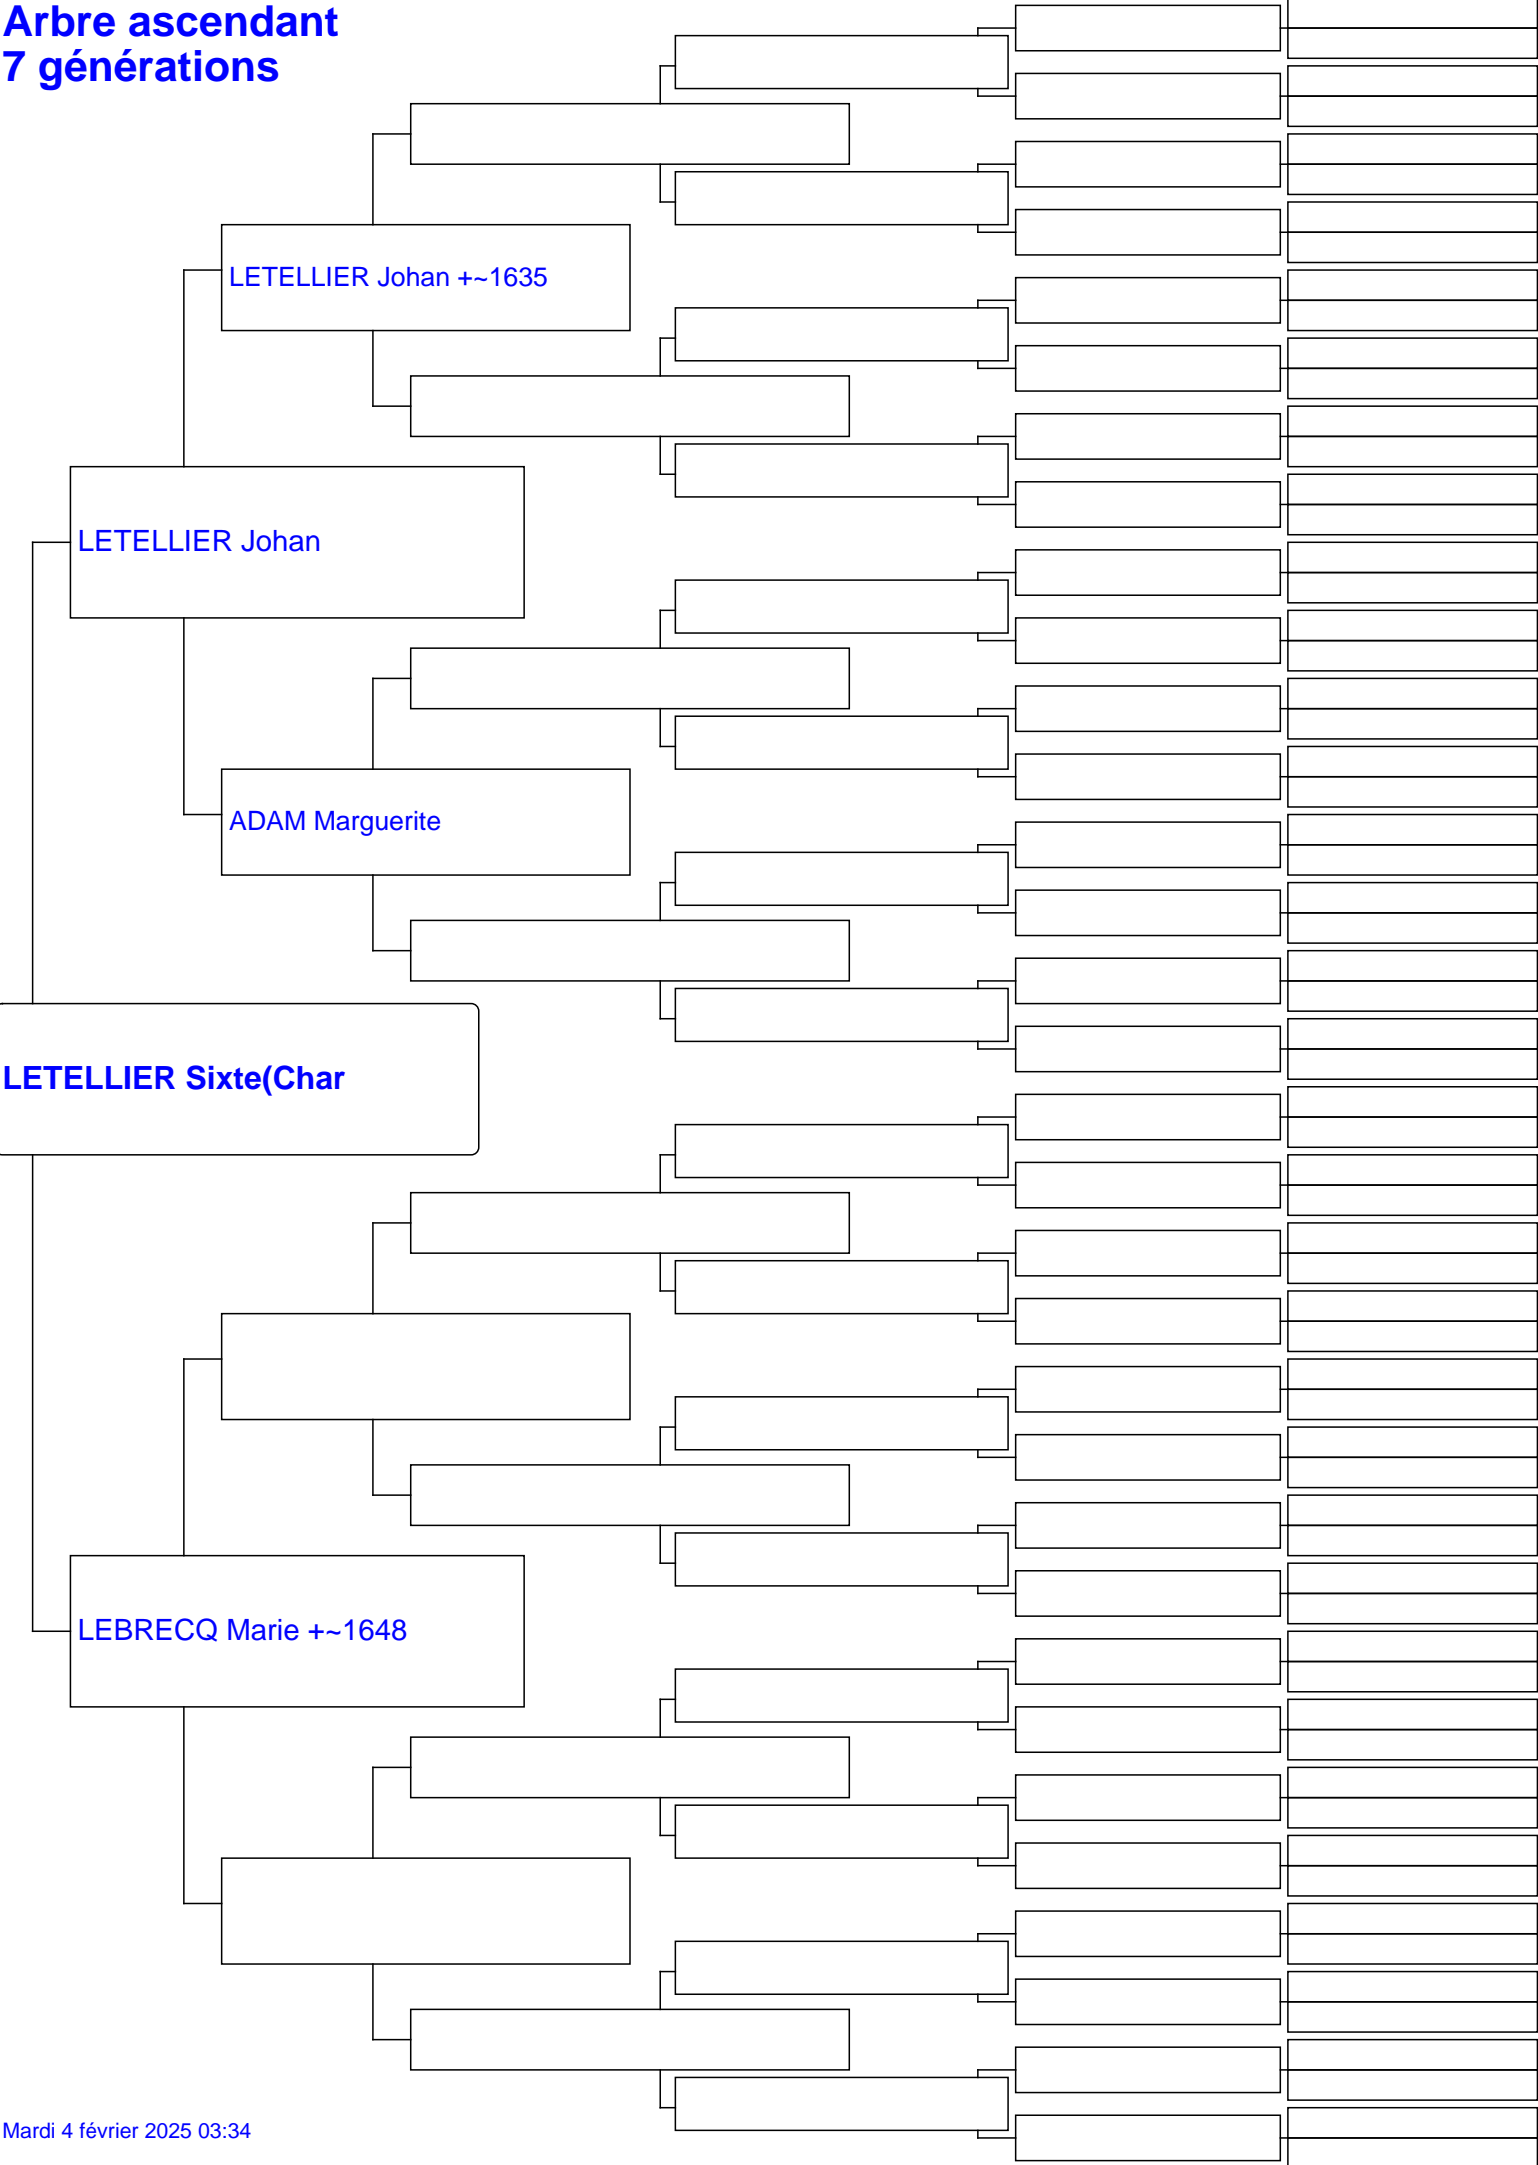 Arbre ascendant
7 générations
LETELLIER Johan +~1635
LETELLIER Johan
ADAM Marguerite
LETELLIER Sixte(Char
LEBRECQ Marie +~1648
Mardi 4 février 2025 03:34